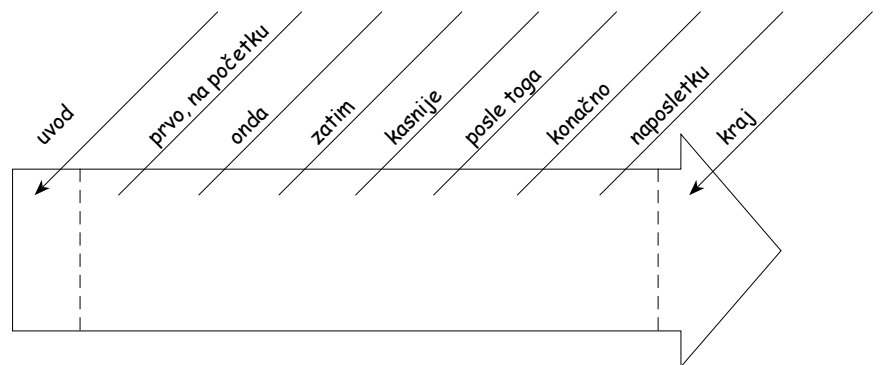 uvod
prvo, na početku
onda
zatim
kasnije
posle toga
konačno
naposletku
kraj